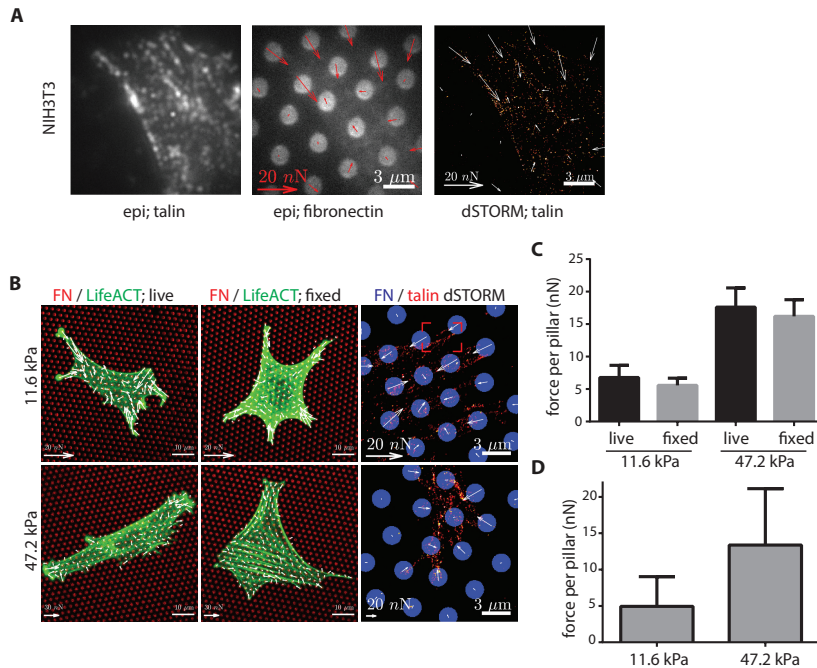 A
NIH3T3
20 nN
3 μm
20 nN
3 μm
epi; talin
epi; fibronectin
dSTORM; talin
B
FN / LifeACT; live
FN / LifeACT; fixed
FN / talin dSTORM
11.6 kPa
20 nN
10 μm
20 nN
10 μm
20 nN
3 μm
47.2 kPa
30 nN
10 μm
30 nN
10 μm
20 nN
3 μm
C
force per pillar (nN)
25
20
15
10
5
0
live
fixed
live
fixed
11.6 kPa
47.2 kPa
D
force per pillar (nN)
20
15
10
5
0
11.6 kPa
47.2 kPa